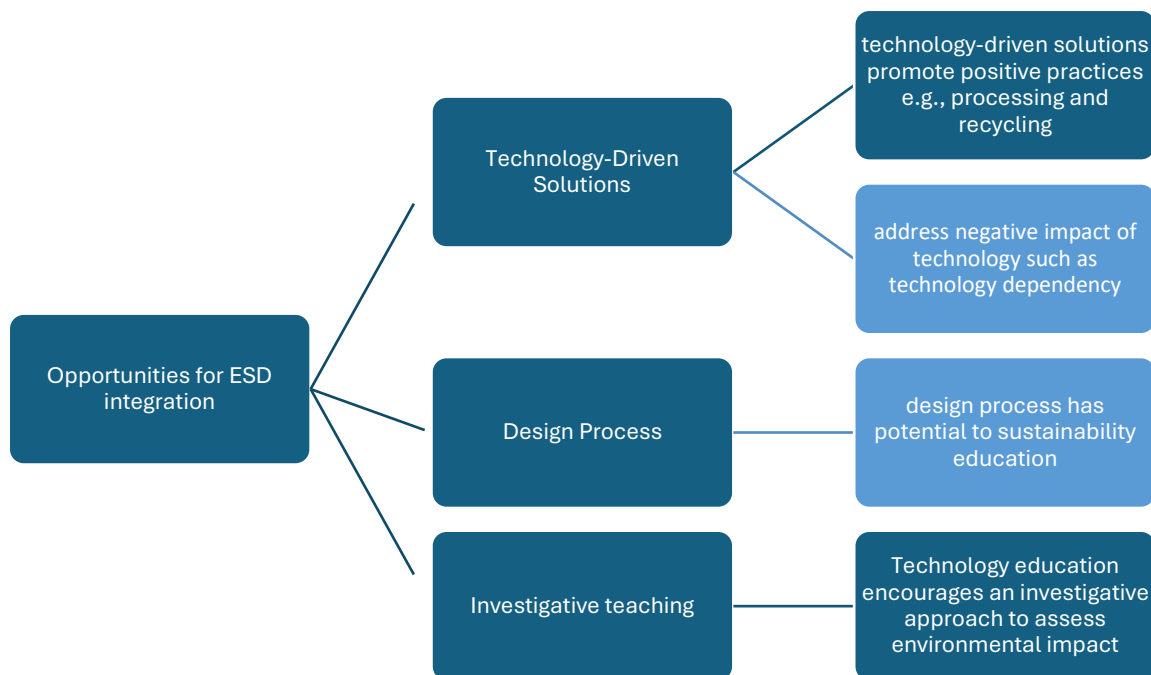 Opportunities for ESD
integration
Technology-Driven
Solutions
technology-driven solutions
promote positive practices
e.g., processing and
recycling
address negative impact of
technology such as
technology dependency
Design Process
design process has
potential to sustainability
education
Investigative teaching
Technology education
encourages an investigative
approach to assess
environmental impact